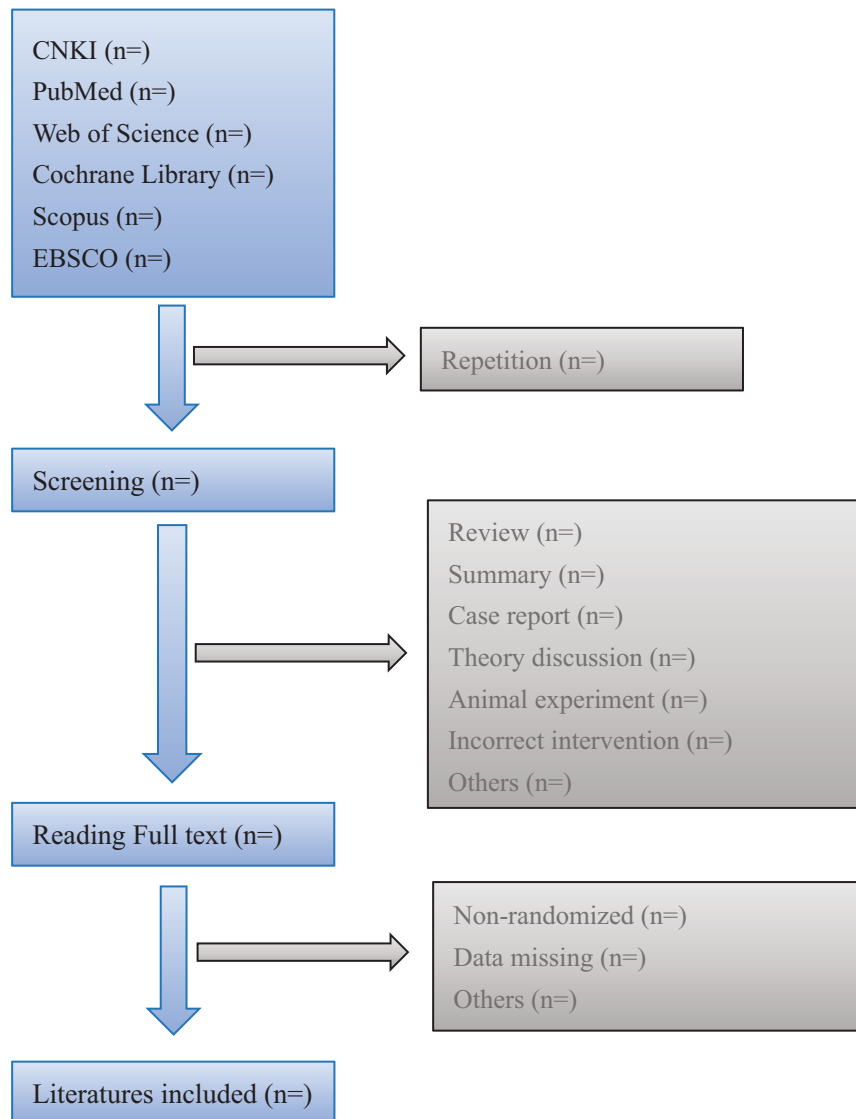 CNKI (n=)
PubMed (n=)
Web of Science (n=)
Cochrane Library (n=)
Scopus (n=)
EBSCO (n=)
Repetition (n=)
Screening (n=)
Review (n=)
Summary (n=)
Case report (n=)
Theory discussion (n=)
Animal experiment (n=)
Incorrect intervention (n=)
Others (n=)
Reading Full text (n=)
Non-randomized (n=)
Data missing (n=)
Others (n=)
Literatures included (n=)